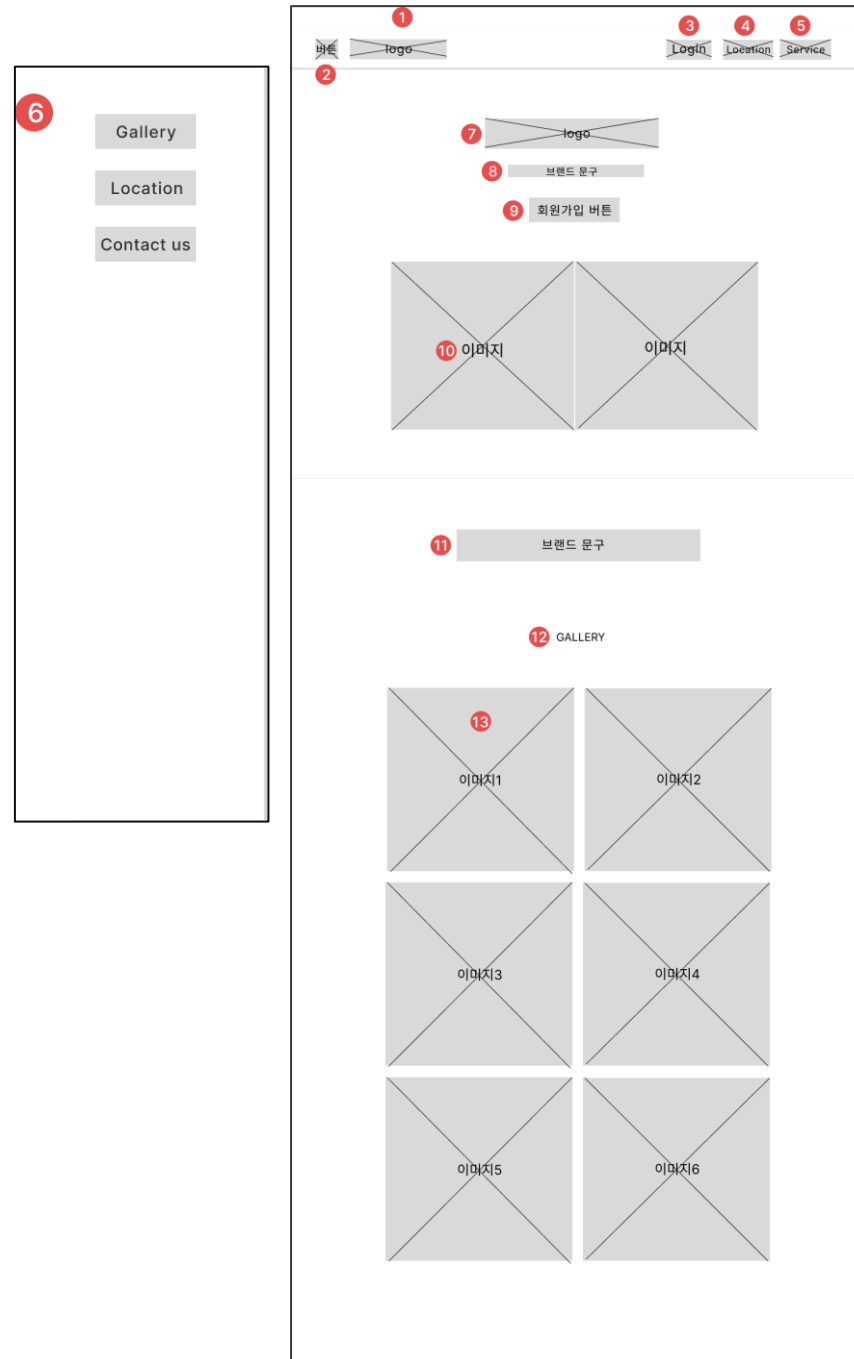 6
Gallery
Location
Contact us
1
3
4
5
버튼
logo
Login
Location
Service
2
7
logo
8
브랜드 문구
9
회원가입 버튼
10
이미지
이미지
11
브랜드 문구
12
GALLERY
13
이미지1
이미지2
이미지3
이미지4
이미지5
이미지6